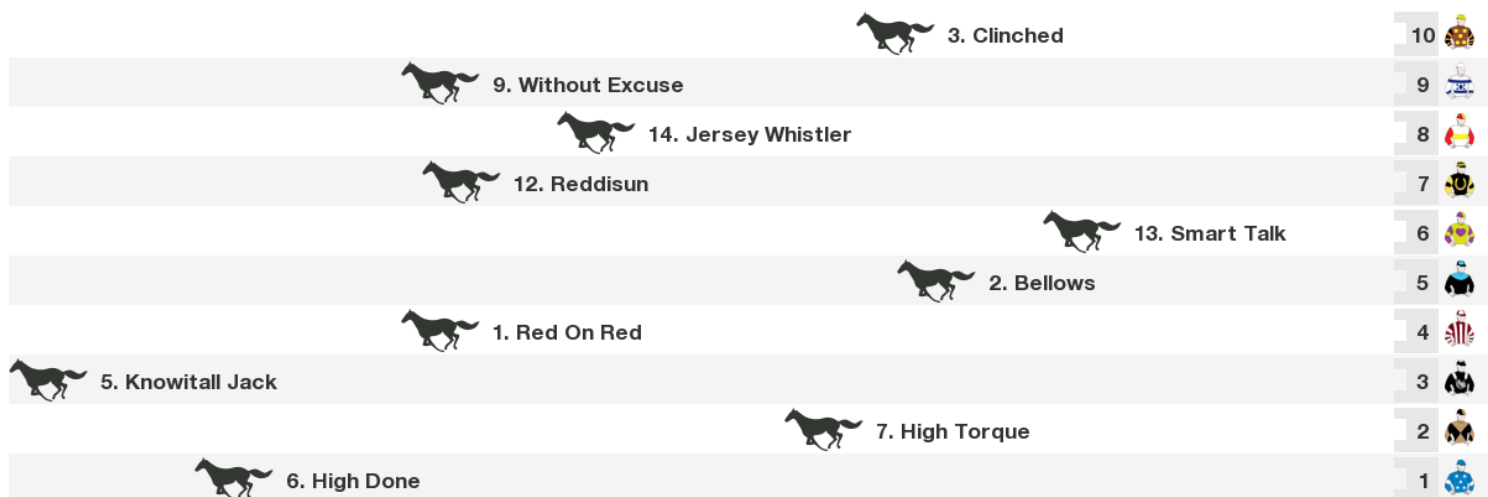 3. Clinched 10
9. Without Excuse 9
14. Jersey Whistler 8
12. Reddisun 7
13. Smart Talk 6
2. Bellows 5
1. Red On Red 4
5. Knowitall Jack 3
7. High Torque 2
6. High Done 1